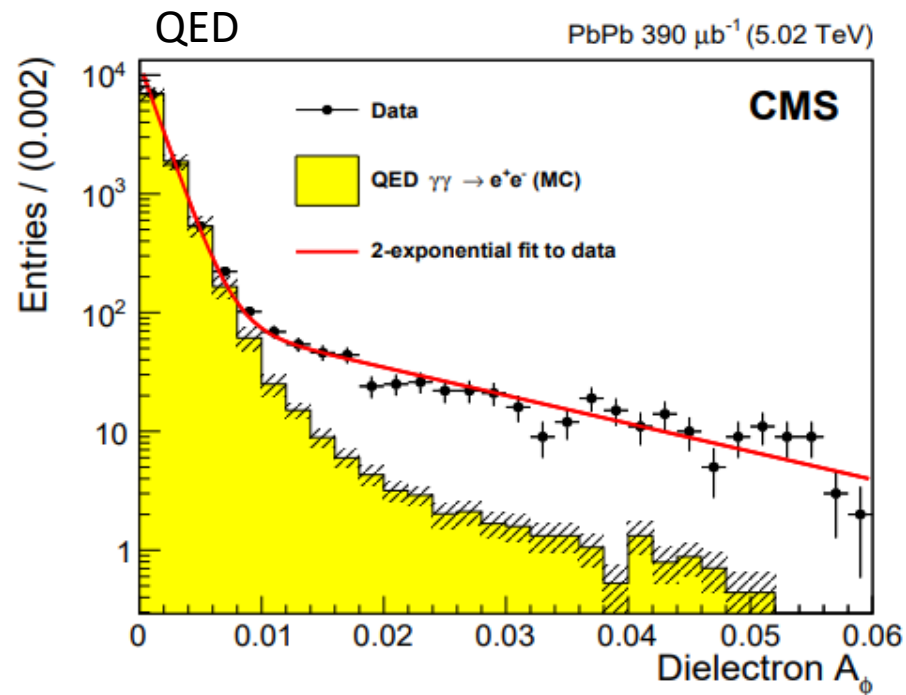 QED
PbPb 390 μb⁻¹ (5.02 TeV)
CMS
Data
QED γγ → e⁺e⁻ (MC)
2-exponential fit to data
Entries / (0.002)
10⁴
10³
10²
10
1
0 0.01 0.02 0.03 0.04 0.05 0.06
Dielectron A_ϕ